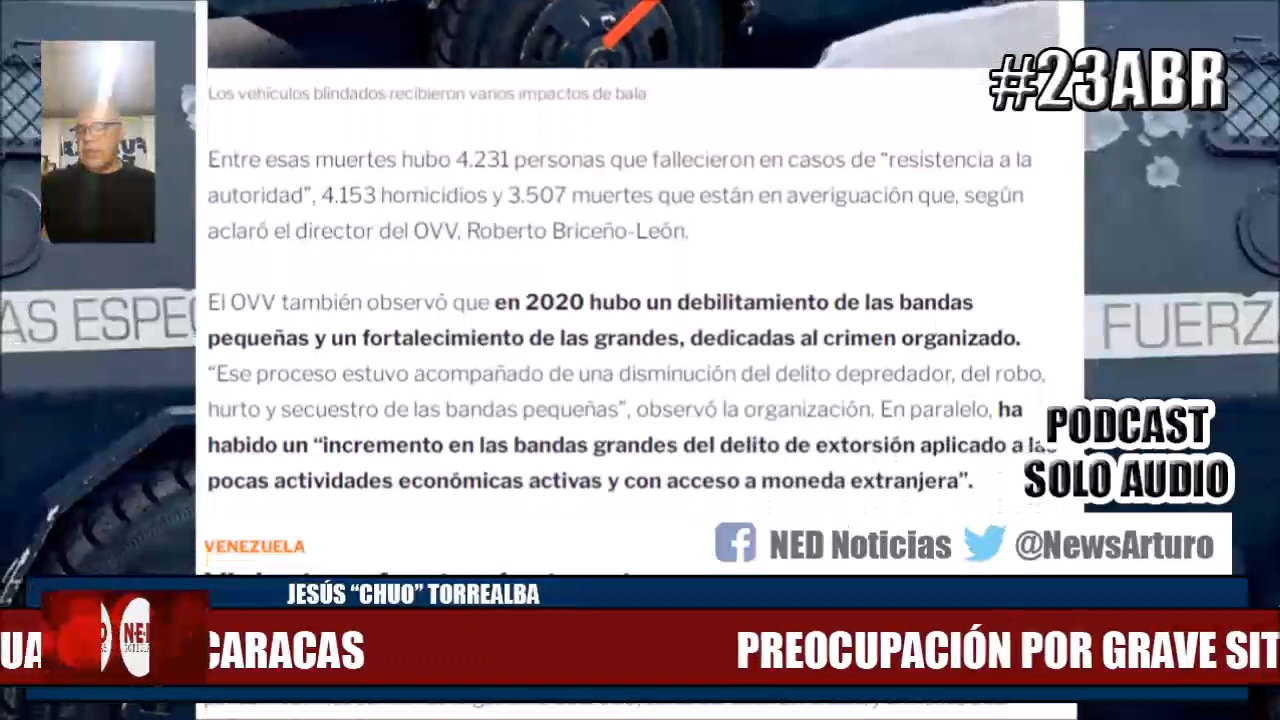 Los vehículos blindados recibieron varios impactos de bala
#23ABR
Entre esas muertes hubo 4.231 personas que fallecieron en casos de “resistencia a la
autoridad”, 4.153 homicidios y 3.507 muertes que están en averiguación que, según
aclaró el director del OVV, Roberto Briceño-León.
AS ESPE
FUERZ
El OVV también observó que en 2020 hubo un debilitamiento de las bandas
pequeñas y un fortalecimiento de las grandes, dedicadas al crimen organizado.
“Ese proceso estuvo acompañado de una disminución del delito depredador, del robo,
hurto y secuestro de las bandas pequeñas”, observó la organización. En paralelo, ha
habido un “incremento en las bandas grandes del delito de extorsión aplicado a las
pocas actividades económicas activas y con acceso a moneda extranjera”.
PODCAST
SOLO AUDIO
NED Noticias @NewsArturo
VENEZUELA
JESÚS “CHUO” TORREALBA
UA
CARACAS
PREOCUPACIÓN POR GRAVE SIT